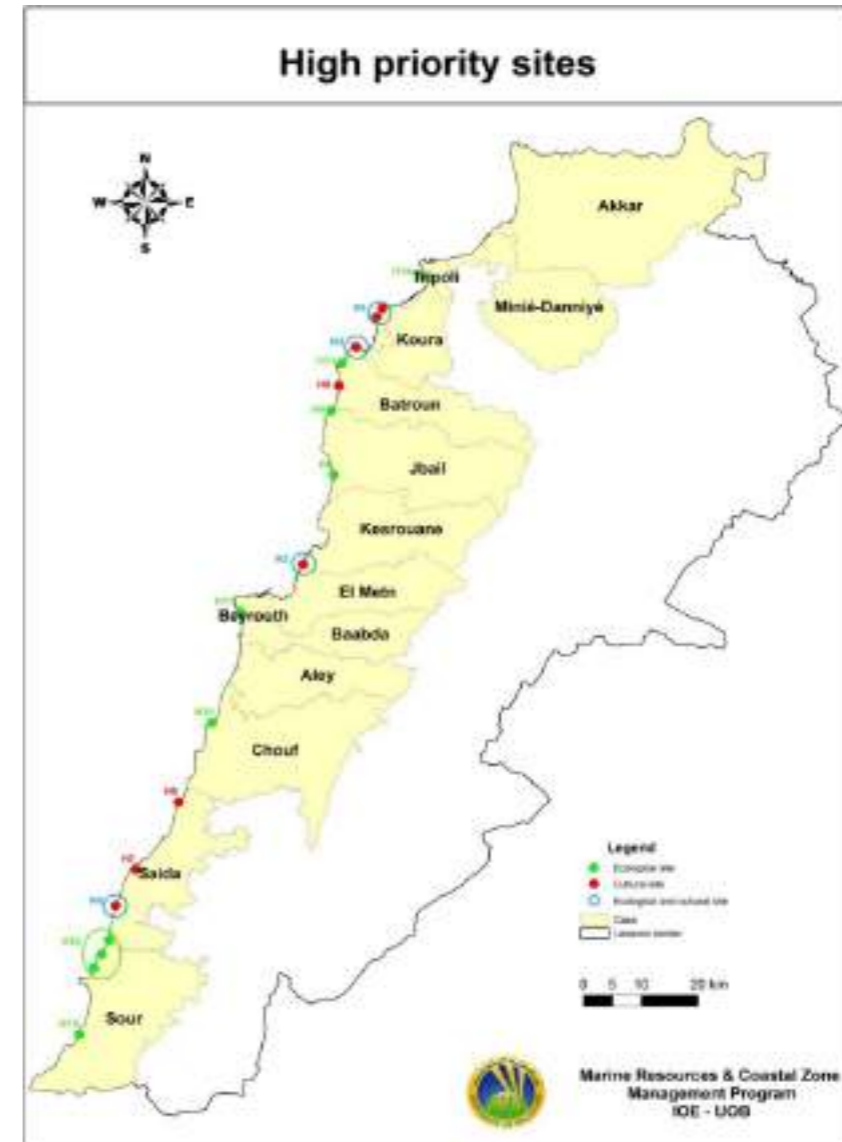 High priority sites
N
W
E
S
Akkar
Tripoli
Minié-Danniyé
Koura
Batroun
Jbail
Kesrouane
El Metn
Beyrouth
Baabda
Aley
Chouf
Saida
Sour
Legend
Ecological site
Cultural site
Ecological and cultural site
Caza
Lebanon border
0 5 10 20 km
Marine Resources & Coastal Zone
Management Program
IOE - UOB